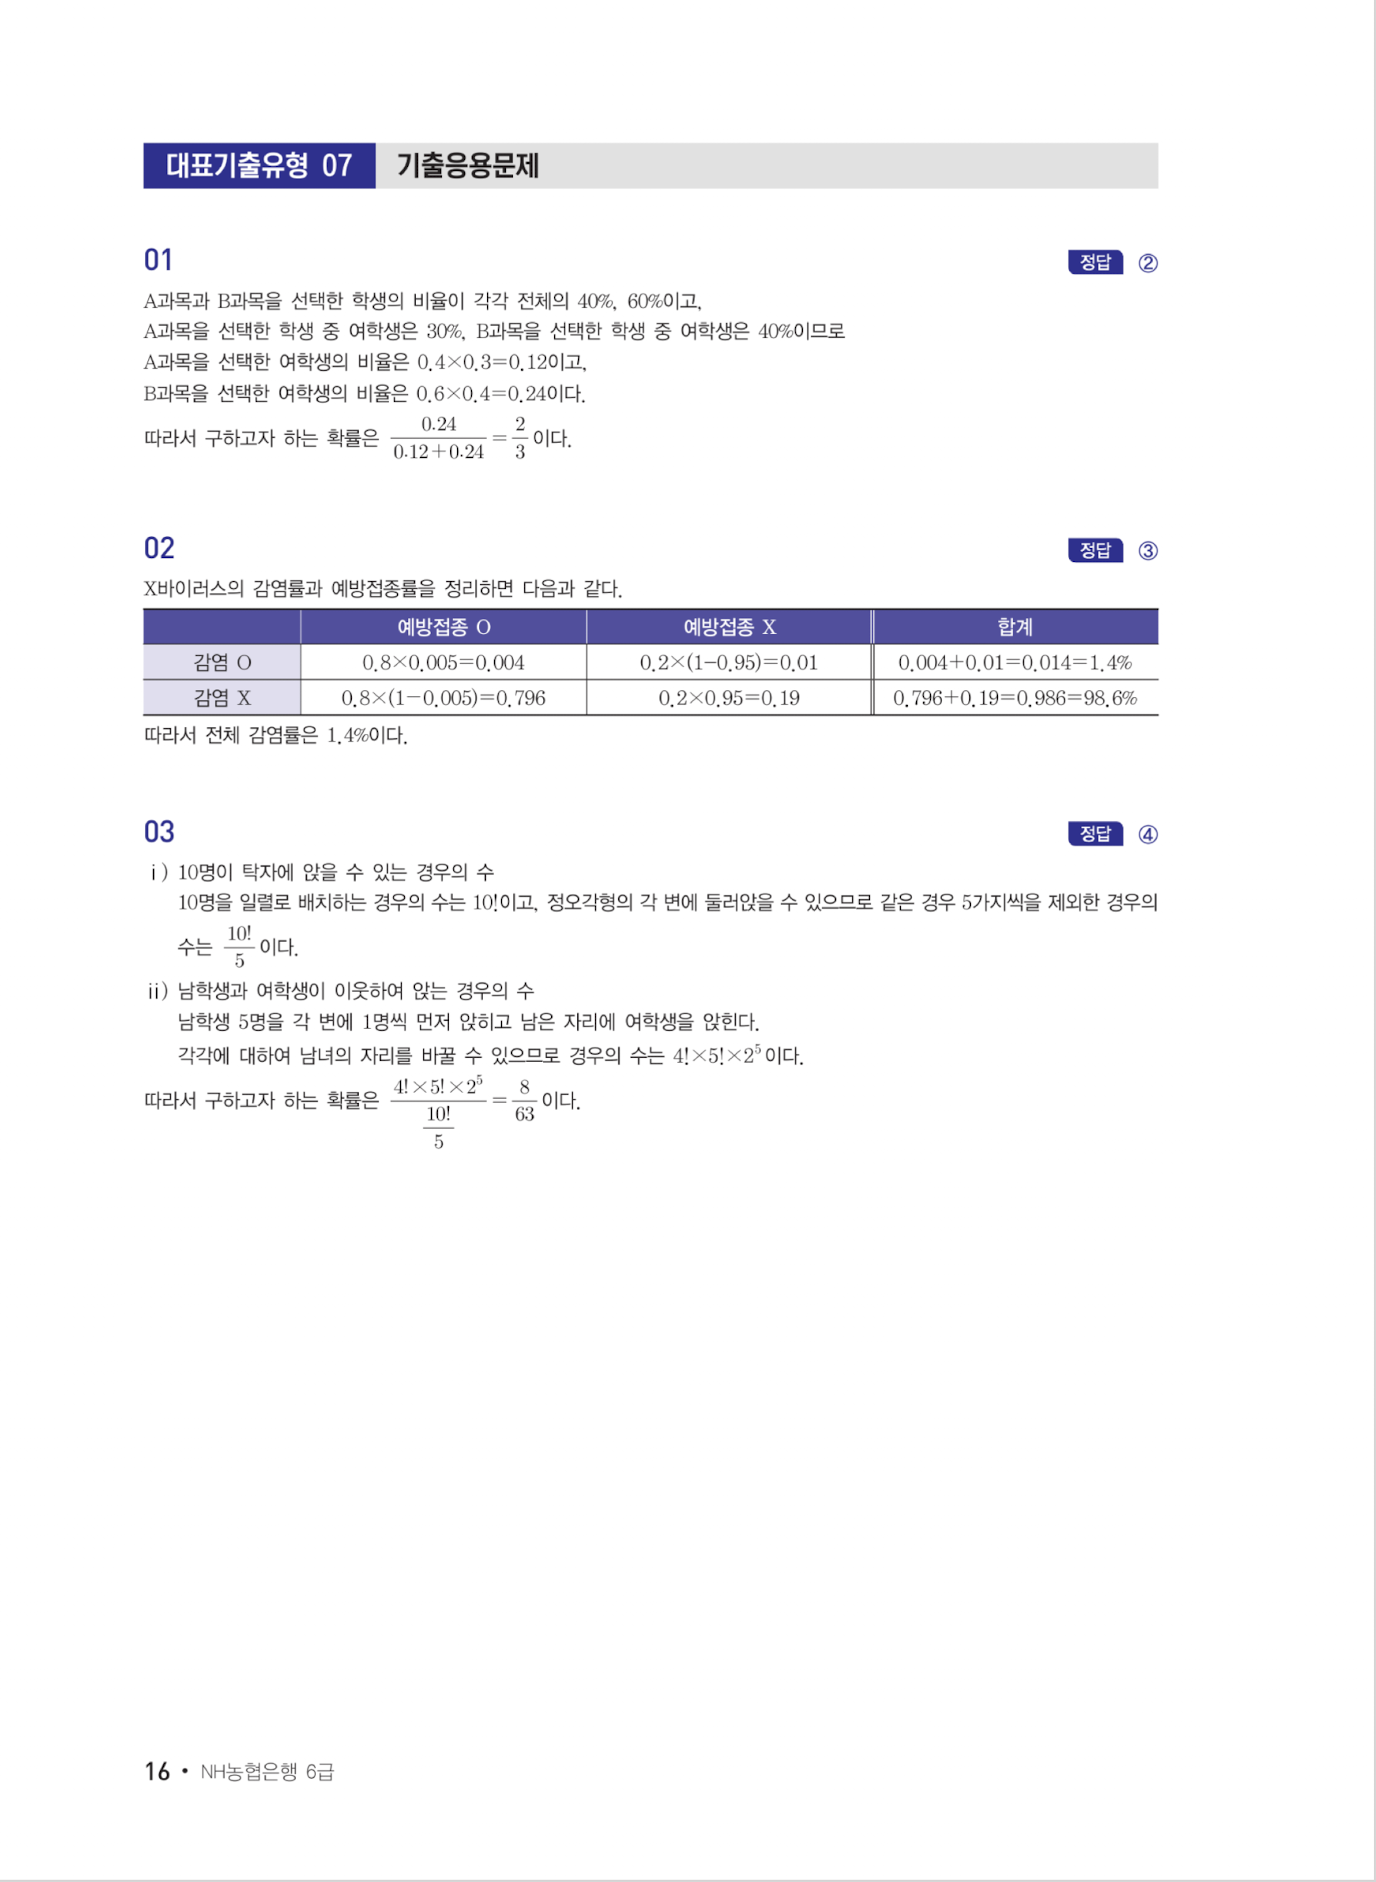 대표기출유형 07 기출응용문제
01 정답 ②
A과목과 B과목을 선택한 학생의 비율이 각각 전체의 40%, 60%이고,
A과목을 선택한 학생 중 여학생은 30%, B과목을 선택한 학생 중 여학생은 40%이므로
A과목을 선택한 여학생의 비율은 0.4×0.3=0.12이고,
B과목을 선택한 여학생의 비율은 0.6×0.4=0.24이다.
따라서 구하고자 하는 확률은 0.24/(0.12+0.24)=2/3이다.
02 정답 ③
X바이러스의 감염률과 예방접종률을 정리하면 다음과 같다.
예방접종 O 예방접종 X 합계
감염 O 0.8×0.005=0.004 0.2×(1-0.95)=0.01 0.004+0.01=0.014=1.4%
감염 X 0.8×(1-0.005)=0.796 0.2×0.95=0.19 0.796+0.19=0.986=98.6%
따라서 전체 감염률은 1.4%이다.
03 정답 ④
ⅰ) 10명이 탁자에 앉을 수 있는 경우의 수
10명을 일렬로 배치하는 경우의 수는 10!이고, 정오각형의 각 변에 둘러앉을 수 있으므로 같은 경우 5가지씩을 제외한 경우의
수는 10!/5이다.
ⅱ) 남학생과 여학생이 이웃하여 앉는 경우의 수
남학생 5명을 각 변에 1명씩 먼저 앉히고 남은 자리에 여학생을 앉힌다.
각각에 대하여 남녀의 자리를 바꿀 수 있으므로 경우의 수는 4!×5!×2⁵이다.
따라서 구하고자 하는 확률은 (4!×5!×2⁵)/(10!/5)=8/63이다.
16 • NH농협은행 6급